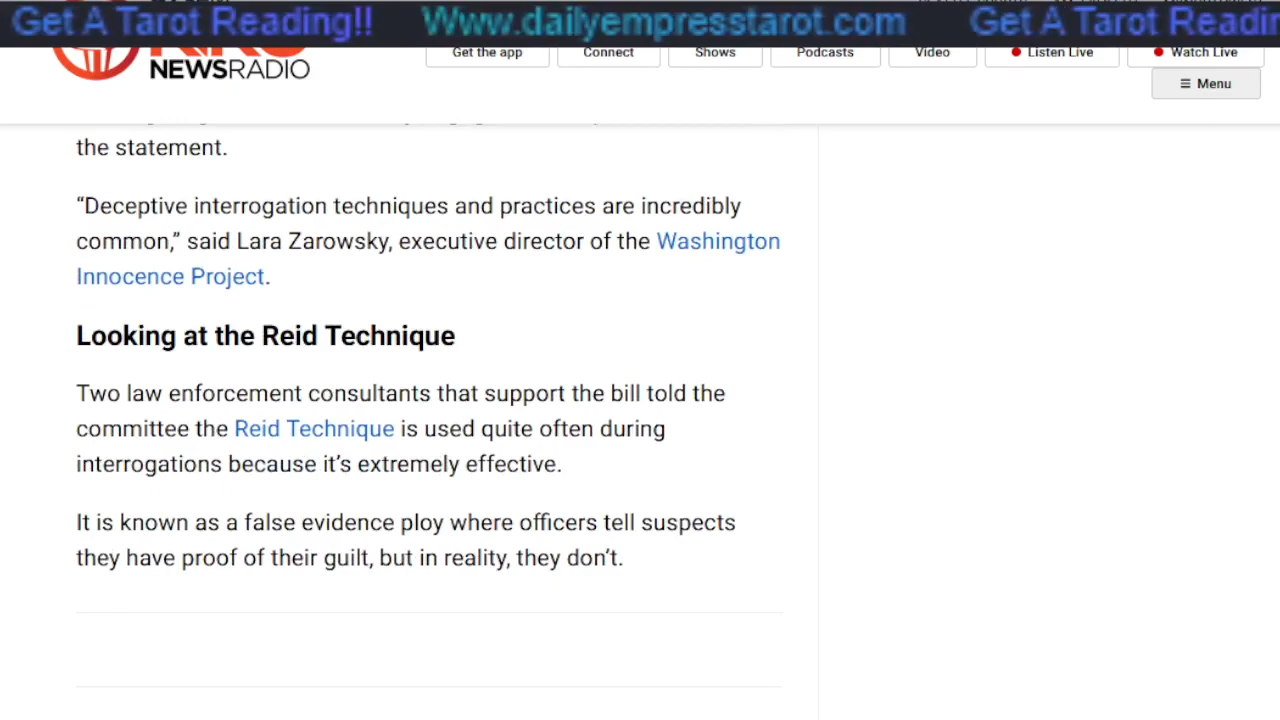 Get A Tarot Reading!! Www.dailyempresstarot.com Get A Tarot
NEWSRADIO
Get the app Connect Shows Podcasts Video Listen Live Watch Live
≡ Menu
the statement.
“Deceptive interrogation techniques and practices are incredibly
common,” said Lara Zarowsky, executive director of the Washington
Innocence Project.
Looking at the Reid Technique
Two law enforcement consultants that support the bill told the
committee the Reid Technique is used quite often during
interrogations because it’s extremely effective.
It is known as a false evidence ploy where officers tell suspects
they have proof of their guilt, but in reality, they don’t.